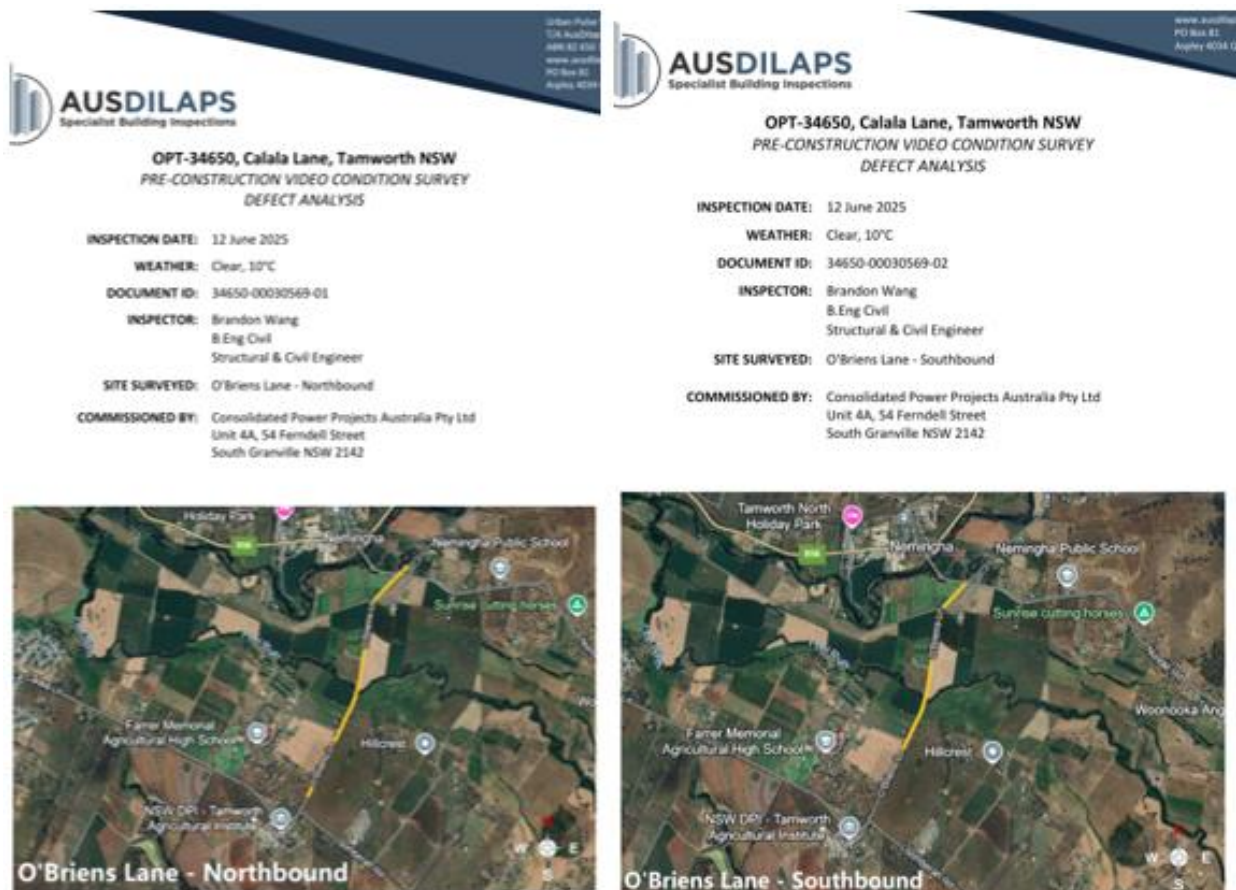 AUSDILAPS
Specialist Building Inspections
OPT-34650, Calala Lane, Tamworth NSW
PRE-CONSTRUCTION VIDEO CONDITION SURVEY
DEFECT ANALYSIS
INSPECTION DATE: 12 June 2025
WEATHER: Clear, 10°C
DOCUMENT ID: 34650-00030569-01
INSPECTOR: Brandon Wang
B.Eng Civil
Structural & Civil Engineer
SITE SURVEYED: O'Briens Lane - Northbound
COMMISSIONED BY: Consolidated Power Projects Australia Pty Ltd
Unit 4A, 54 Ferndell Street
South Granville NSW 2142
Holiday Park
Nemingha
Nemingha Public School
Sunrise cutting horses
Farrer Memorial
Agricultural High School
Hillcrest
NSW DPI - Tamworth
Agricultural Institute
W E
S
O'Briens Lane - Northbound
PO Box 81
Aspley 4034
AUSDILAPS
Specialist Building Inspections
OPT-34650, Calala Lane, Tamworth NSW
PRE-CONSTRUCTION VIDEO CONDITION SURVEY
DEFECT ANALYSIS
INSPECTION DATE: 12 June 2025
WEATHER: Clear, 10°C
DOCUMENT ID: 34650-00030569-02
INSPECTOR: Brandon Wang
B.Eng Civil
Structural & Civil Engineer
SITE SURVEYED: O'Briens Lane - Southbound
COMMISSIONED BY: Consolidated Power Projects Australia Pty Ltd
Unit 4A, 54 Ferndell Street
South Granville NSW 2142
Tamworth North
Holiday Park
Nemingha
Nemingha Public School
Sunrise cutting horses
Woonooka Ang
Farrer Memorial
Agricultural High School
Hillcrest
NSW DPI - Tamworth
Agricultural Institute
W E
S
O'Briens Lane - Southbound